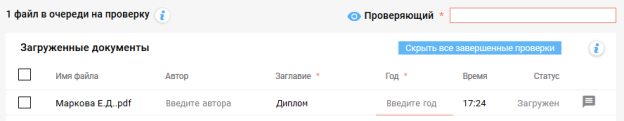 1 файл в очереди на проверку Проверяющий *
Загруженные документы Скрыть все завершенные проверки
Имя файла Автор Заглавие * Год * Время Статус
Маркова Е.Д..pdf Введите автора Диплом Введите год 17:24 Загружен